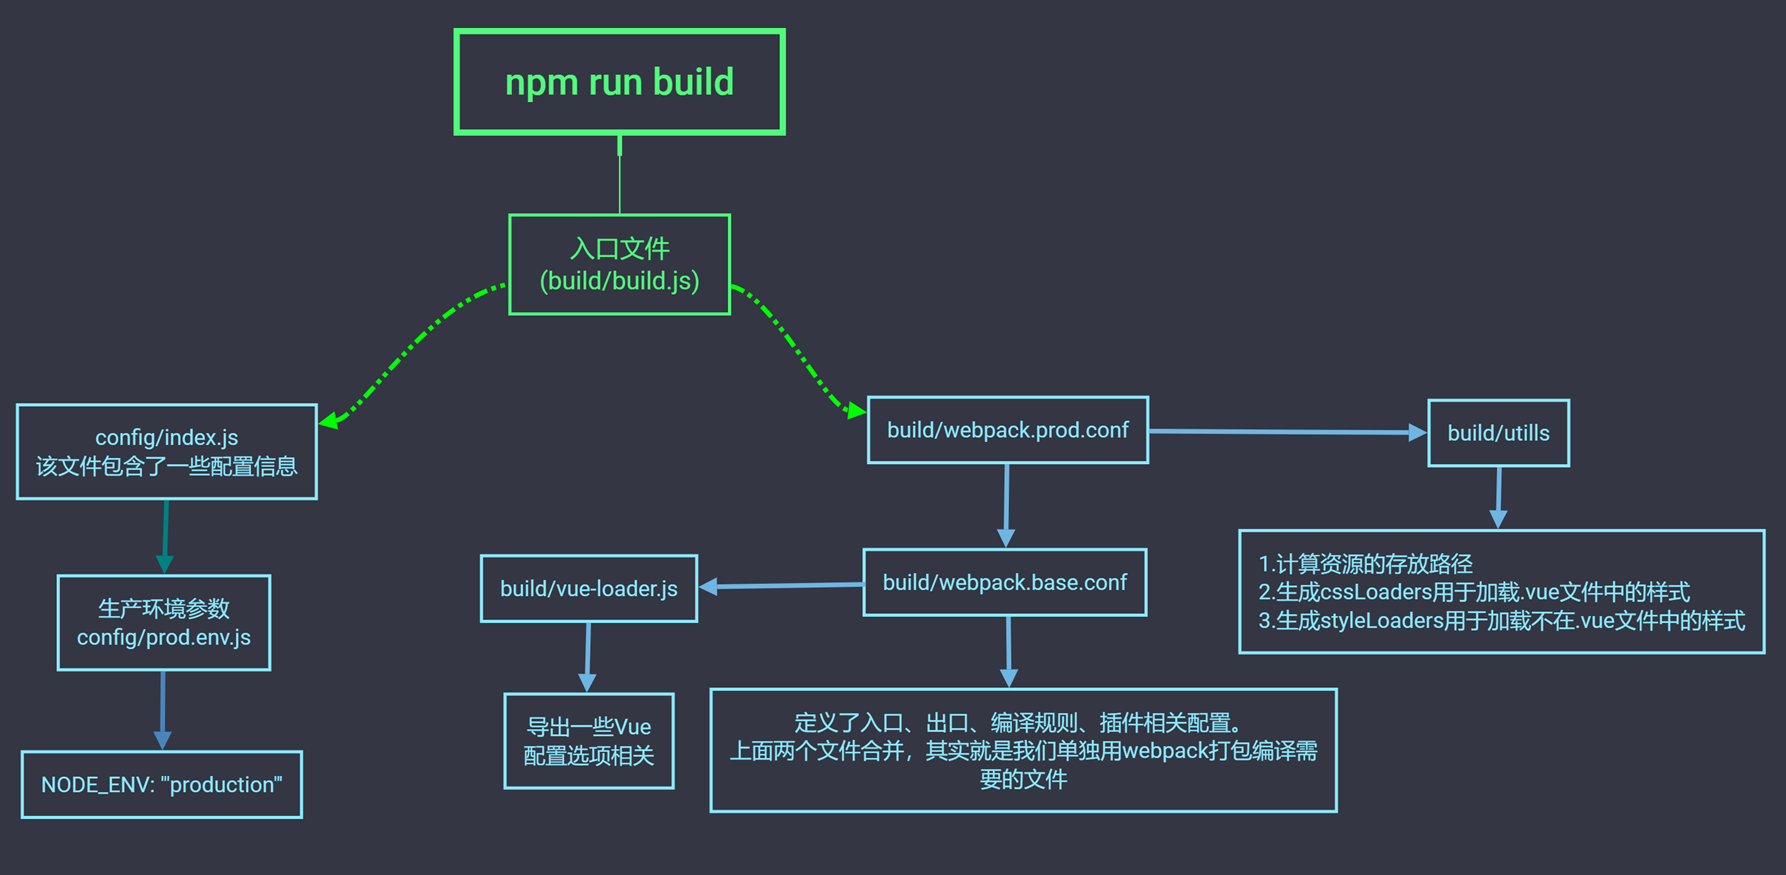 npm run build
入口文件
(build/build.js)
config/index.js
该文件包含了一些配置信息
build/webpack.prod.conf
build/utills
生产环境参数
config/prod.env.js
build/vue-loader.js
build/webpack.base.conf
1.计算资源的存放路径
2.生成cssLoaders用于加载.vue文件中的样式
3.生成styleLoaders用于加载不在.vue文件中的样式
NODE_ENV: '"production"'
导出一些Vue
配置选项相关
定义了入口、出口、编译规则、插件相关配置。
上面两个文件合并，其实就是我们单独用webpack打包编译需
要的文件